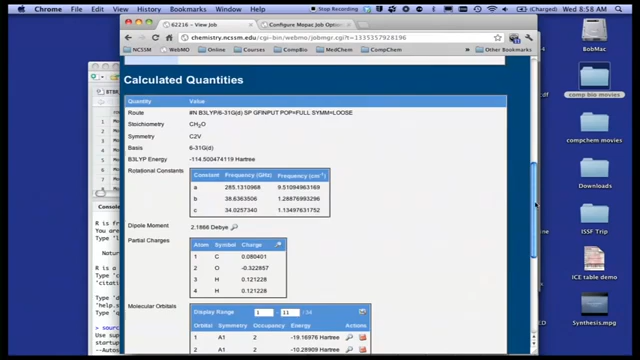 Chrome File Edit View History Bookmarks Window Help
Stop Recording
(Charged)
Wed 8:58 AM
62216 – View Job
Configure Mopac Job Option
chemistry.ncssm.edu/cgi-bin/webmo/jobmgr.cgi?t=1335357928196
NCSSM WebMO Online Courses CompBio MedChem CompChem
Other Bookmarks
Calculated Quantities
Quantity Value
Route #N B3LYP/6-31G(d) SP GFINPUT POP=FULL SYMM=LOOSE
Stoichiometry CH2O
Symmetry C2V
Basis 6-31G(d)
B3LYP Energy -114.500474119 Hartree
Rotational Constants
Constant Frequency (GHz) Frequency (cm-1)
a 285.1310968 9.51094963169
b 38.6363506 1.28876993296
c 34.0257340 1.13497631752
Dipole Moment 2.1866 Debye
Partial Charges
Atom Symbol Charge
1 C 0.080401
2 O -0.322857
3 H 0.121228
4 H 0.121228
Molecular Orbitals
Display Range 1 - 11 / 34
Orbital Symmetry Occupancy Energy Actions
1 A1 2 -19.16976 Hartree
2 A1 2 -10.28909 Hartree
BobMac
comp bio movies
compchem movies
Downloads
ISSF Trip
ICE table demo
Synthesis.mpg
R is fre
You are
Natur
R is a c
'citatio
Type 'd
'help.s
Type 'q
> sourc
Use sup
--Autos